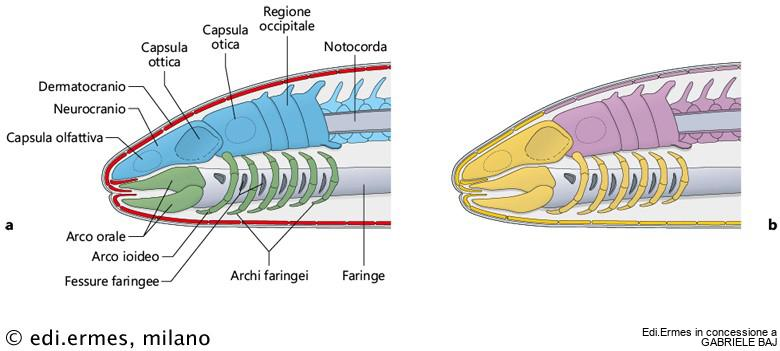 Regione
occipitale
Capsula
otica
Capsula
ottica
Notocorda
Dermatocranio
Neurocranio
Capsula olfattiva
a
b
Arco orale
Arco ioideo
Fessure faringee
Archi faringei
Faringe
© edi.ermes, milano
Edi.Ermes in concessione a
GABRIELE BAJ